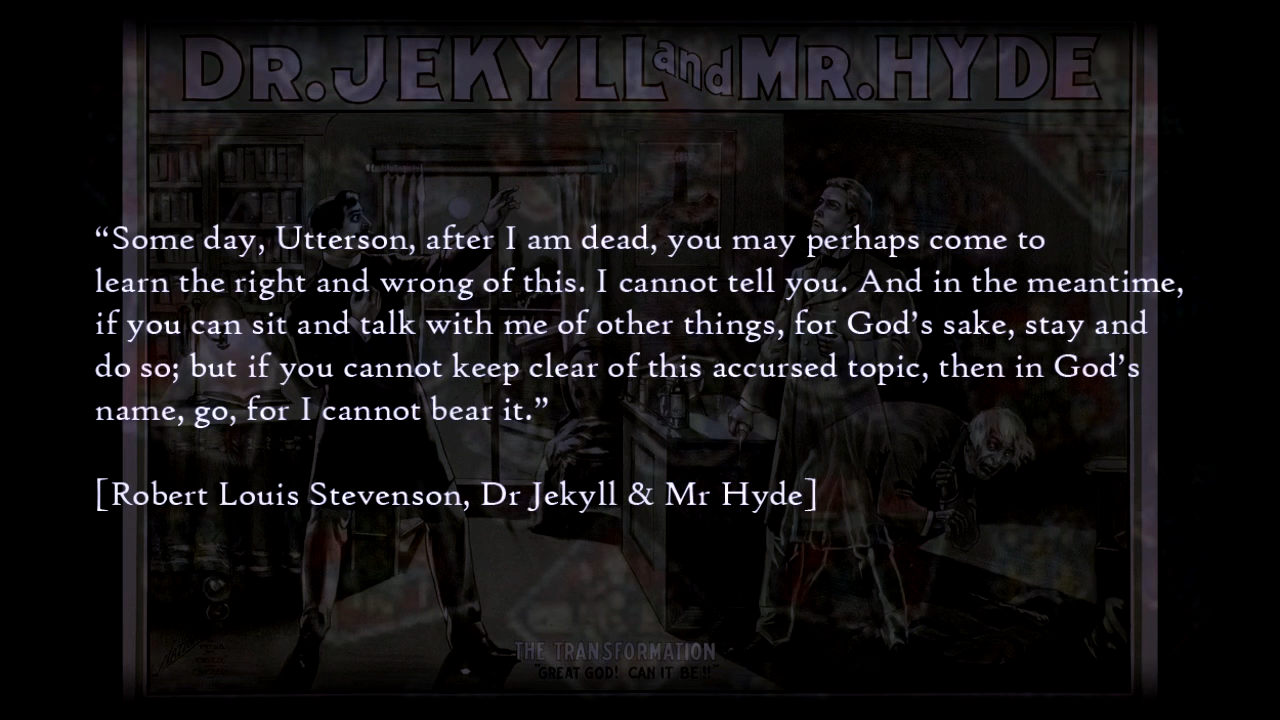 DR. JEKYLL and MR. HYDE
“Some day, Utterson, after I am dead, you may perhaps come to
learn the right and wrong of this. I cannot tell you. And in the meantime,
if you can sit and talk with me of other things, for God’s sake, stay and
do so; but if you cannot keep clear of this accursed topic, then in God’s
name, go, for I cannot bear it.”
[Robert Louis Stevenson, Dr Jekyll & Mr Hyde]
THE TRANSFORMATION
"GREAT GOD! CAN IT BE!!"